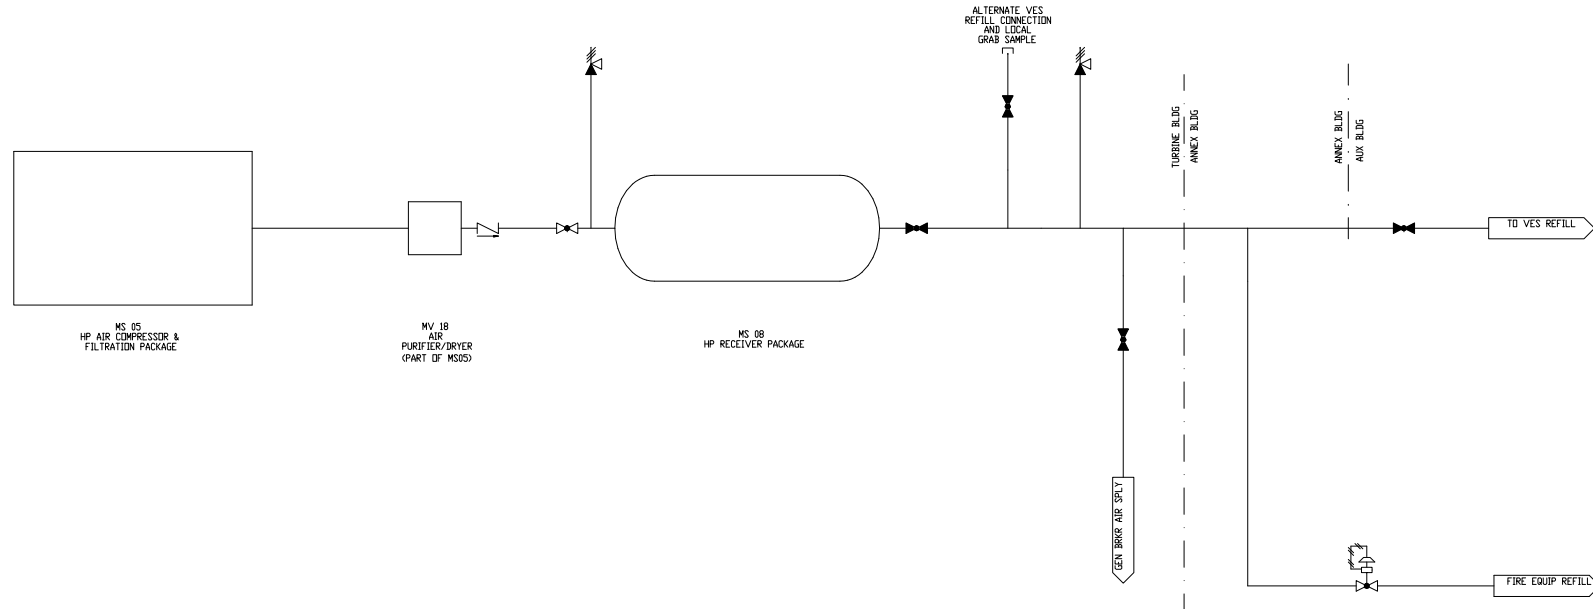 ALTERNATE VES
REFILL CONNECTION
AND LOCAL
GRAB SAMPLE
TURBINE BLDG
ANNEX BLDG
ANNEX BLDG
AUX BLDG
TO VES REFILL
MS 05
HP AIR COMPRESSOR &
FILTRATION PACKAGE
MV 18
AIR
PURIFIER/DRYER
(PART OF MS05)
MS 08
HP RECEIVER PACKAGE
GEN BRKR AIR SPLY
FIRE EQUIP REFILL